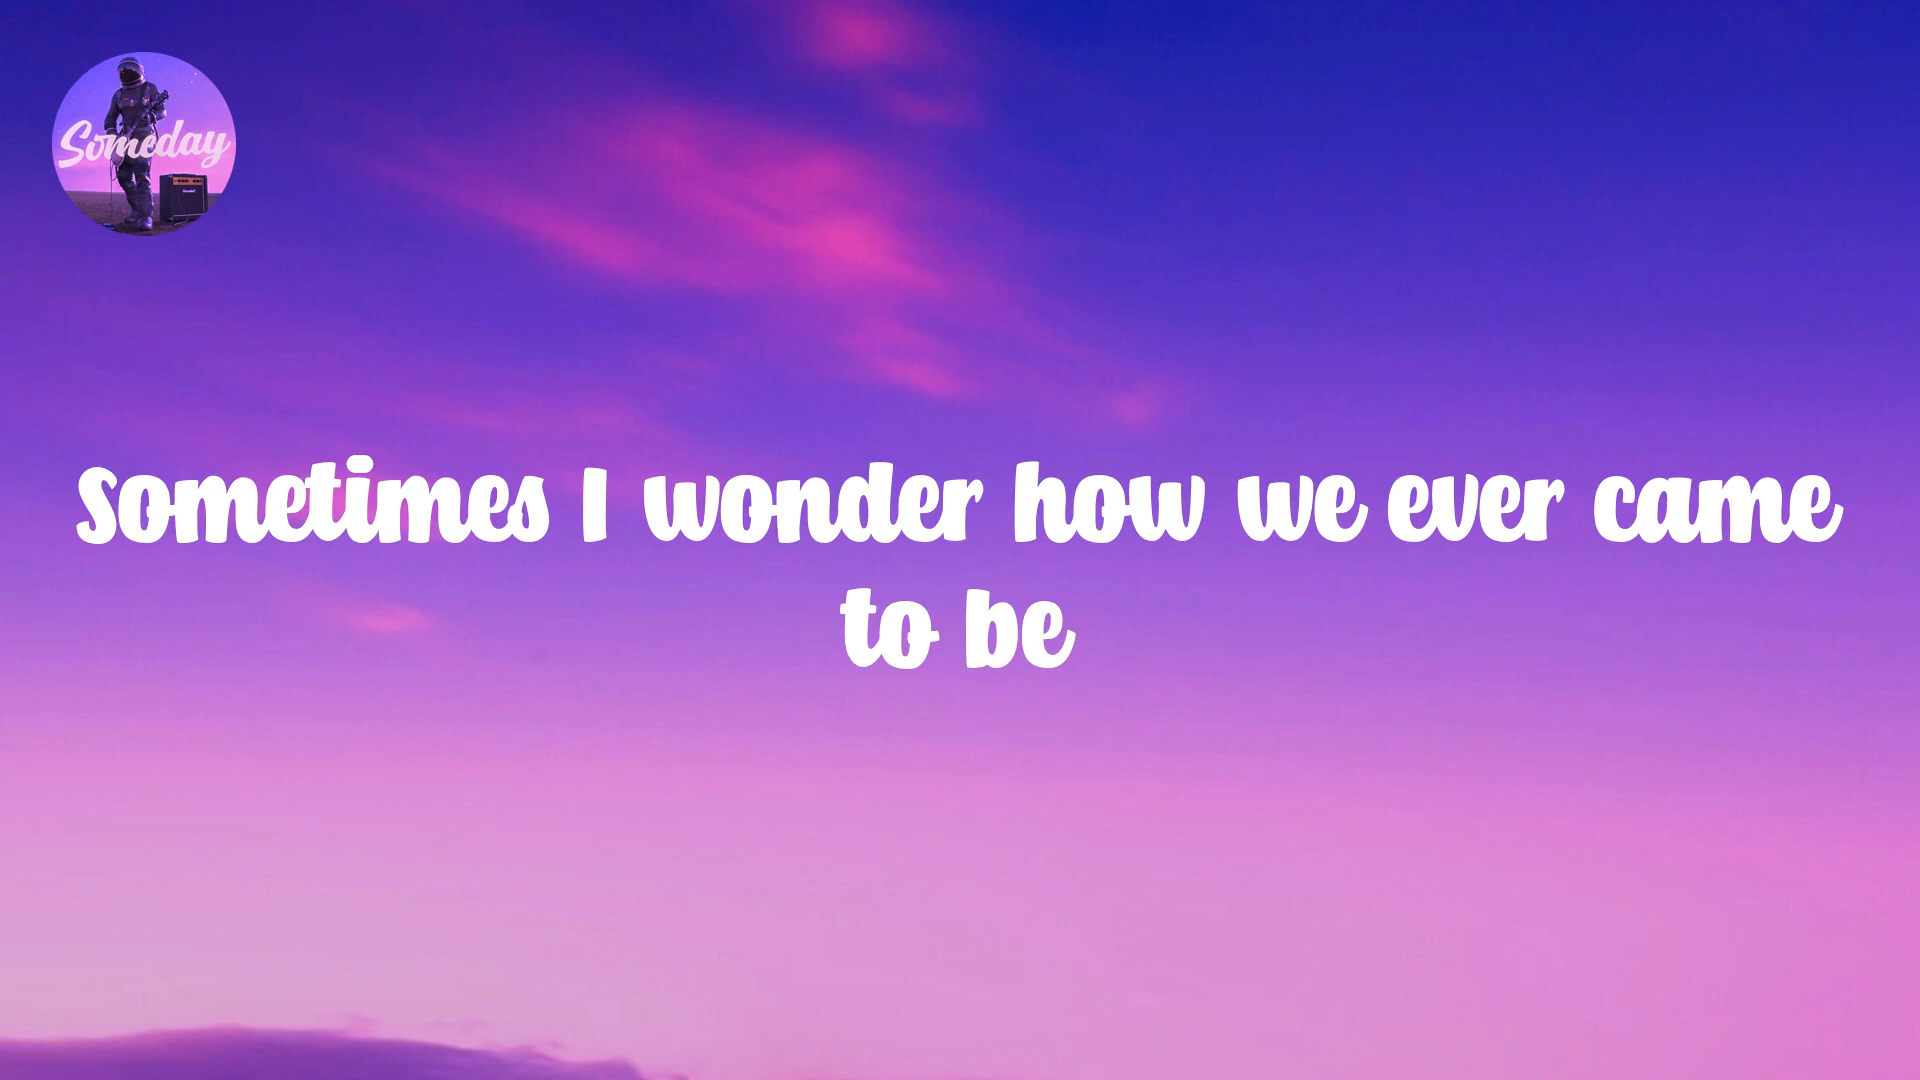 Someday
Sometimes I wonder how we ever came
to be